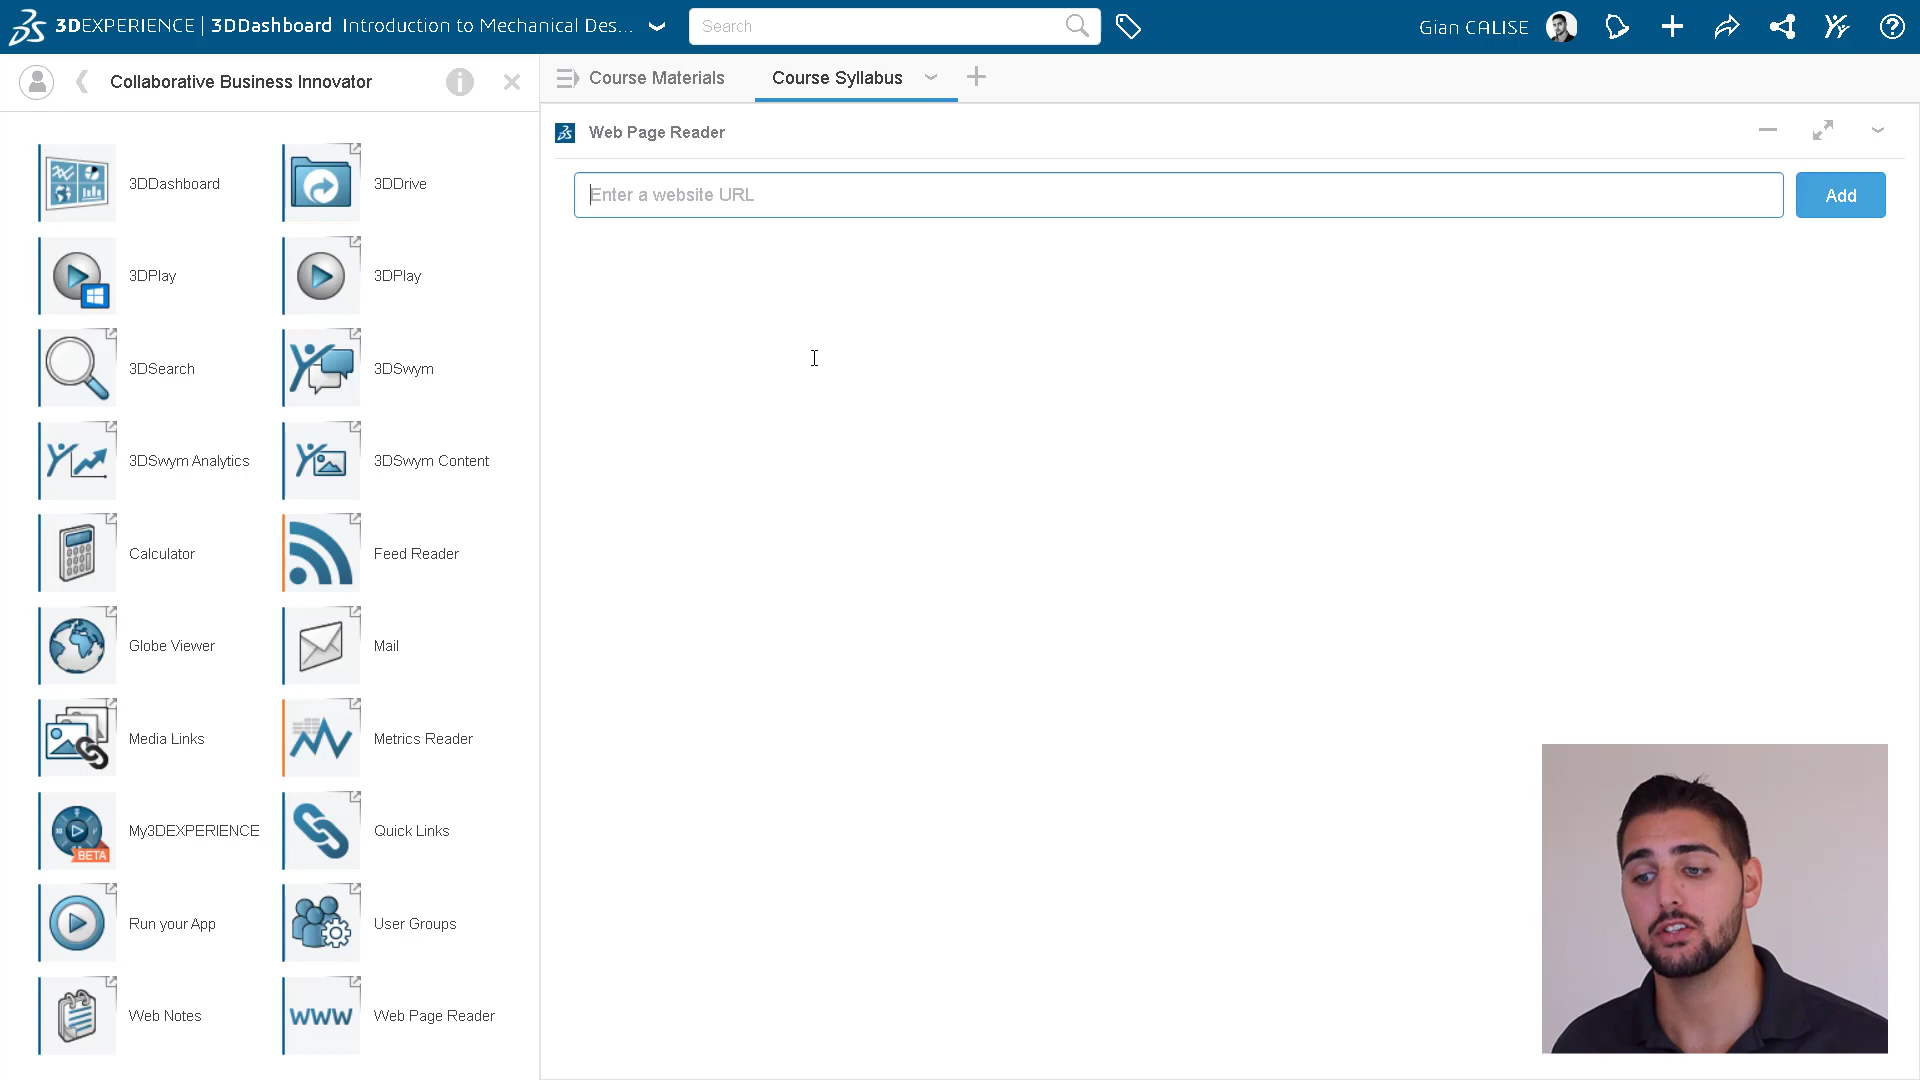 3DEXPERIENCE | 3DDashboard Introduction to Mechanical Des...
Search
Gian CALISE
Collaborative Business Innovator
i
Course Materials
Course Syllabus
Web Page Reader
Enter a website URL
Add
3DDashboard
3DDrive
3DPlay
3DPlay
3DSearch
3DSwym
3DSwym Analytics
3DSwym Content
Calculator
Feed Reader
Globe Viewer
Mail
Media Links
Metrics Reader
BETA
My3DEXPERIENCE
Quick Links
Run your App
User Groups
Web Notes
www
Web Page Reader